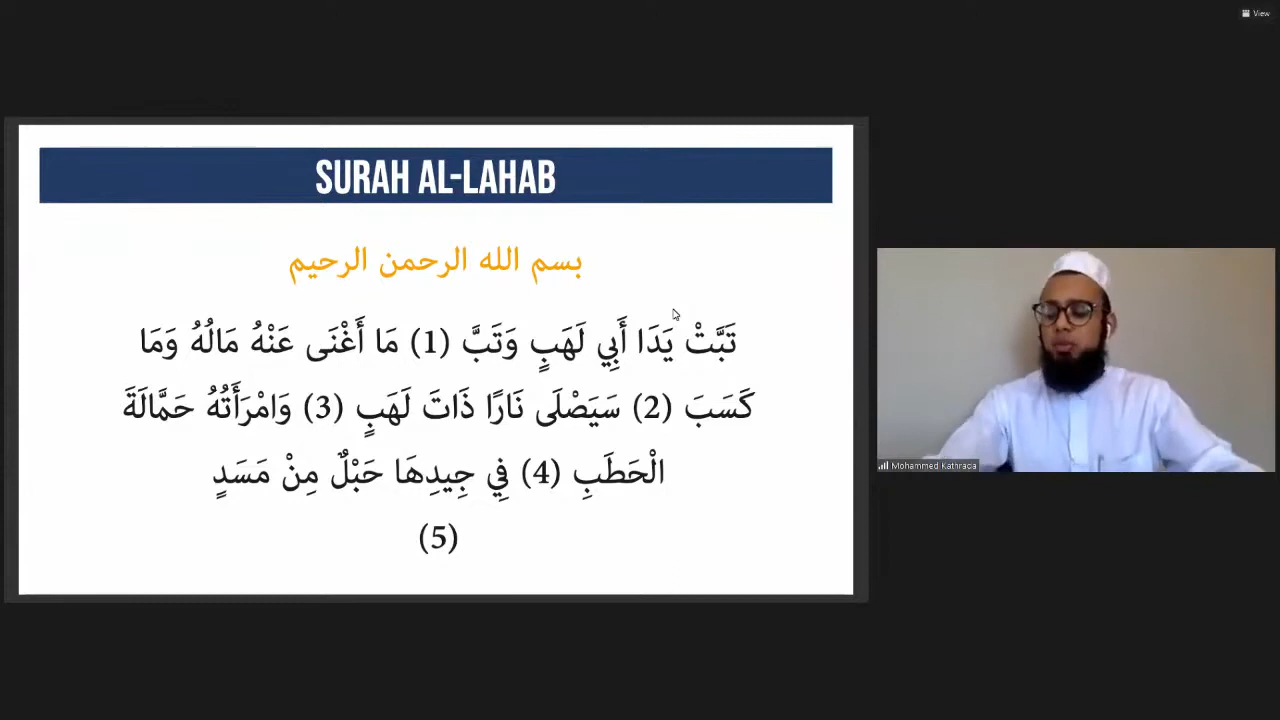 View
SURAH AL-LAHAB
بسم الله الرحمن الرحيم
تَبَّتْ يَدَا أَبِي لَهَبٍ وَتَبَّ (1) مَا أَغْنَى عَنْهُ مَالُهُ وَمَا
كَسَبَ (2) سَيَصْلَى نَارًا ذَاتَ لَهَبٍ (3) وَامْرَأَتُهُ حَمَّالَةَ
الْحَطَبِ (4) فِي جِيدِهَا حَبْلٌ مِنْ مَسَدٍ
(5)
Mohammed Kathrada